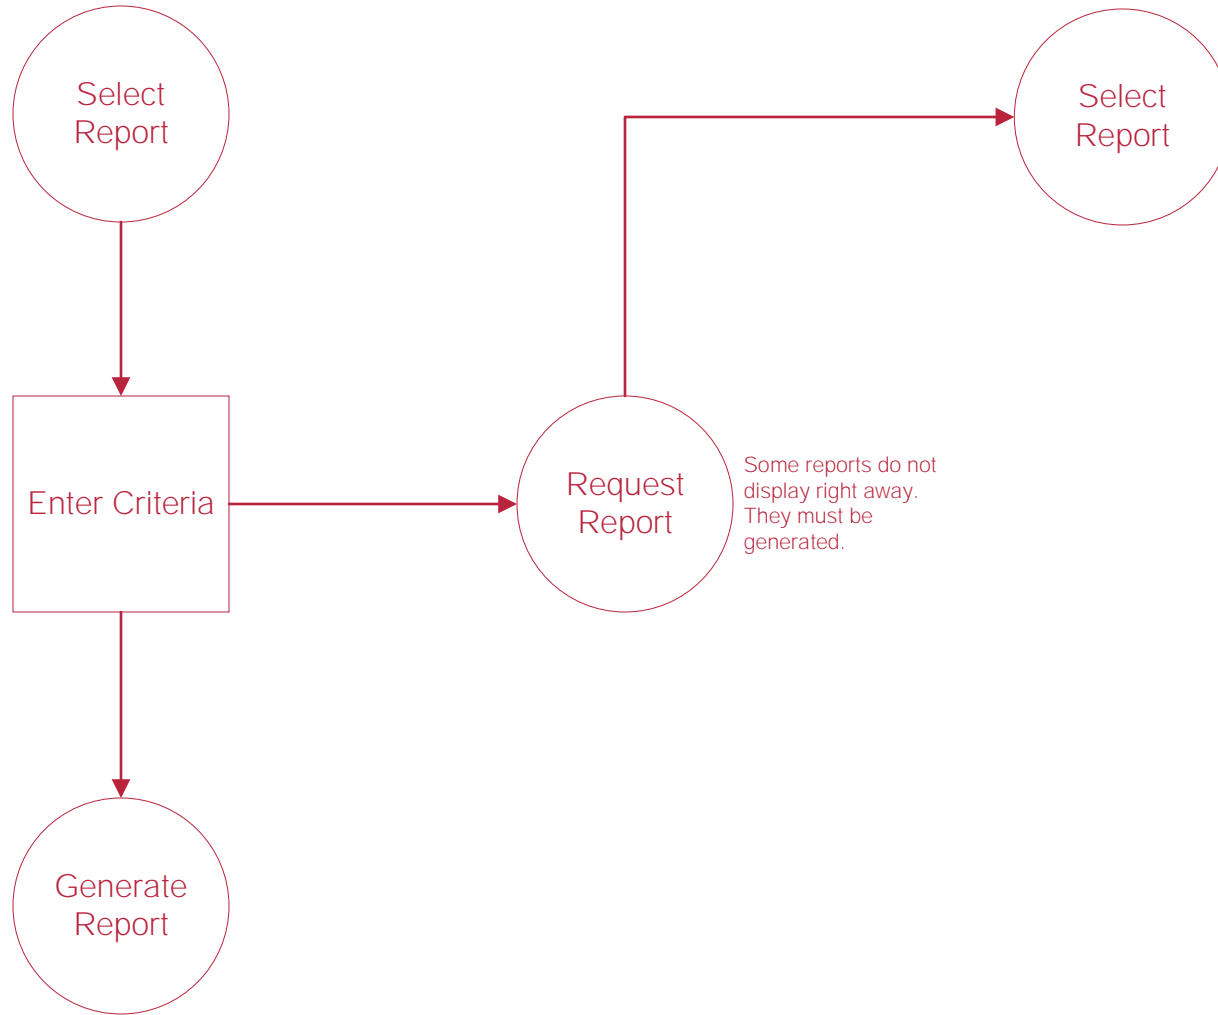 Select
Report
Select
Report
Enter Criteria
Request
Report
Some reports do not
display right away.
They must be
generated.
Generate
Report